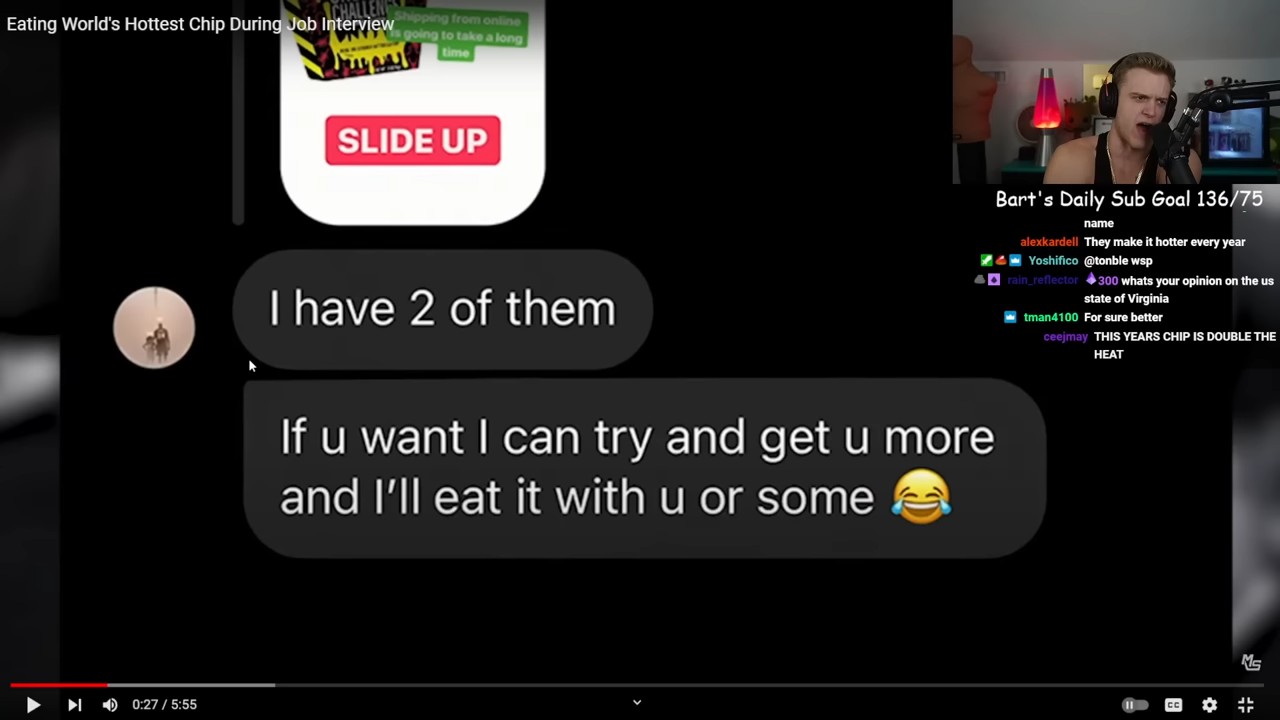 Eating World's Hottest Chip During Job Interview
CHALLENGE
Shipping from online
is going to take a long
time
SLIDE UP
I have 2 of them
If u want I can try and get u more
and I'll eat it with u or some 😂
Bart's Daily Sub Goal 136/75
name
alexkardell They make it hotter every year
Yoshifico @tonble wsp
rain_reflector 300 whats your opinion on the us
state of Virginia
tman4100 For sure better
ceejmay THIS YEARS CHIP IS DOUBLE THE
HEAT
MS
0:27 / 5:55
CC